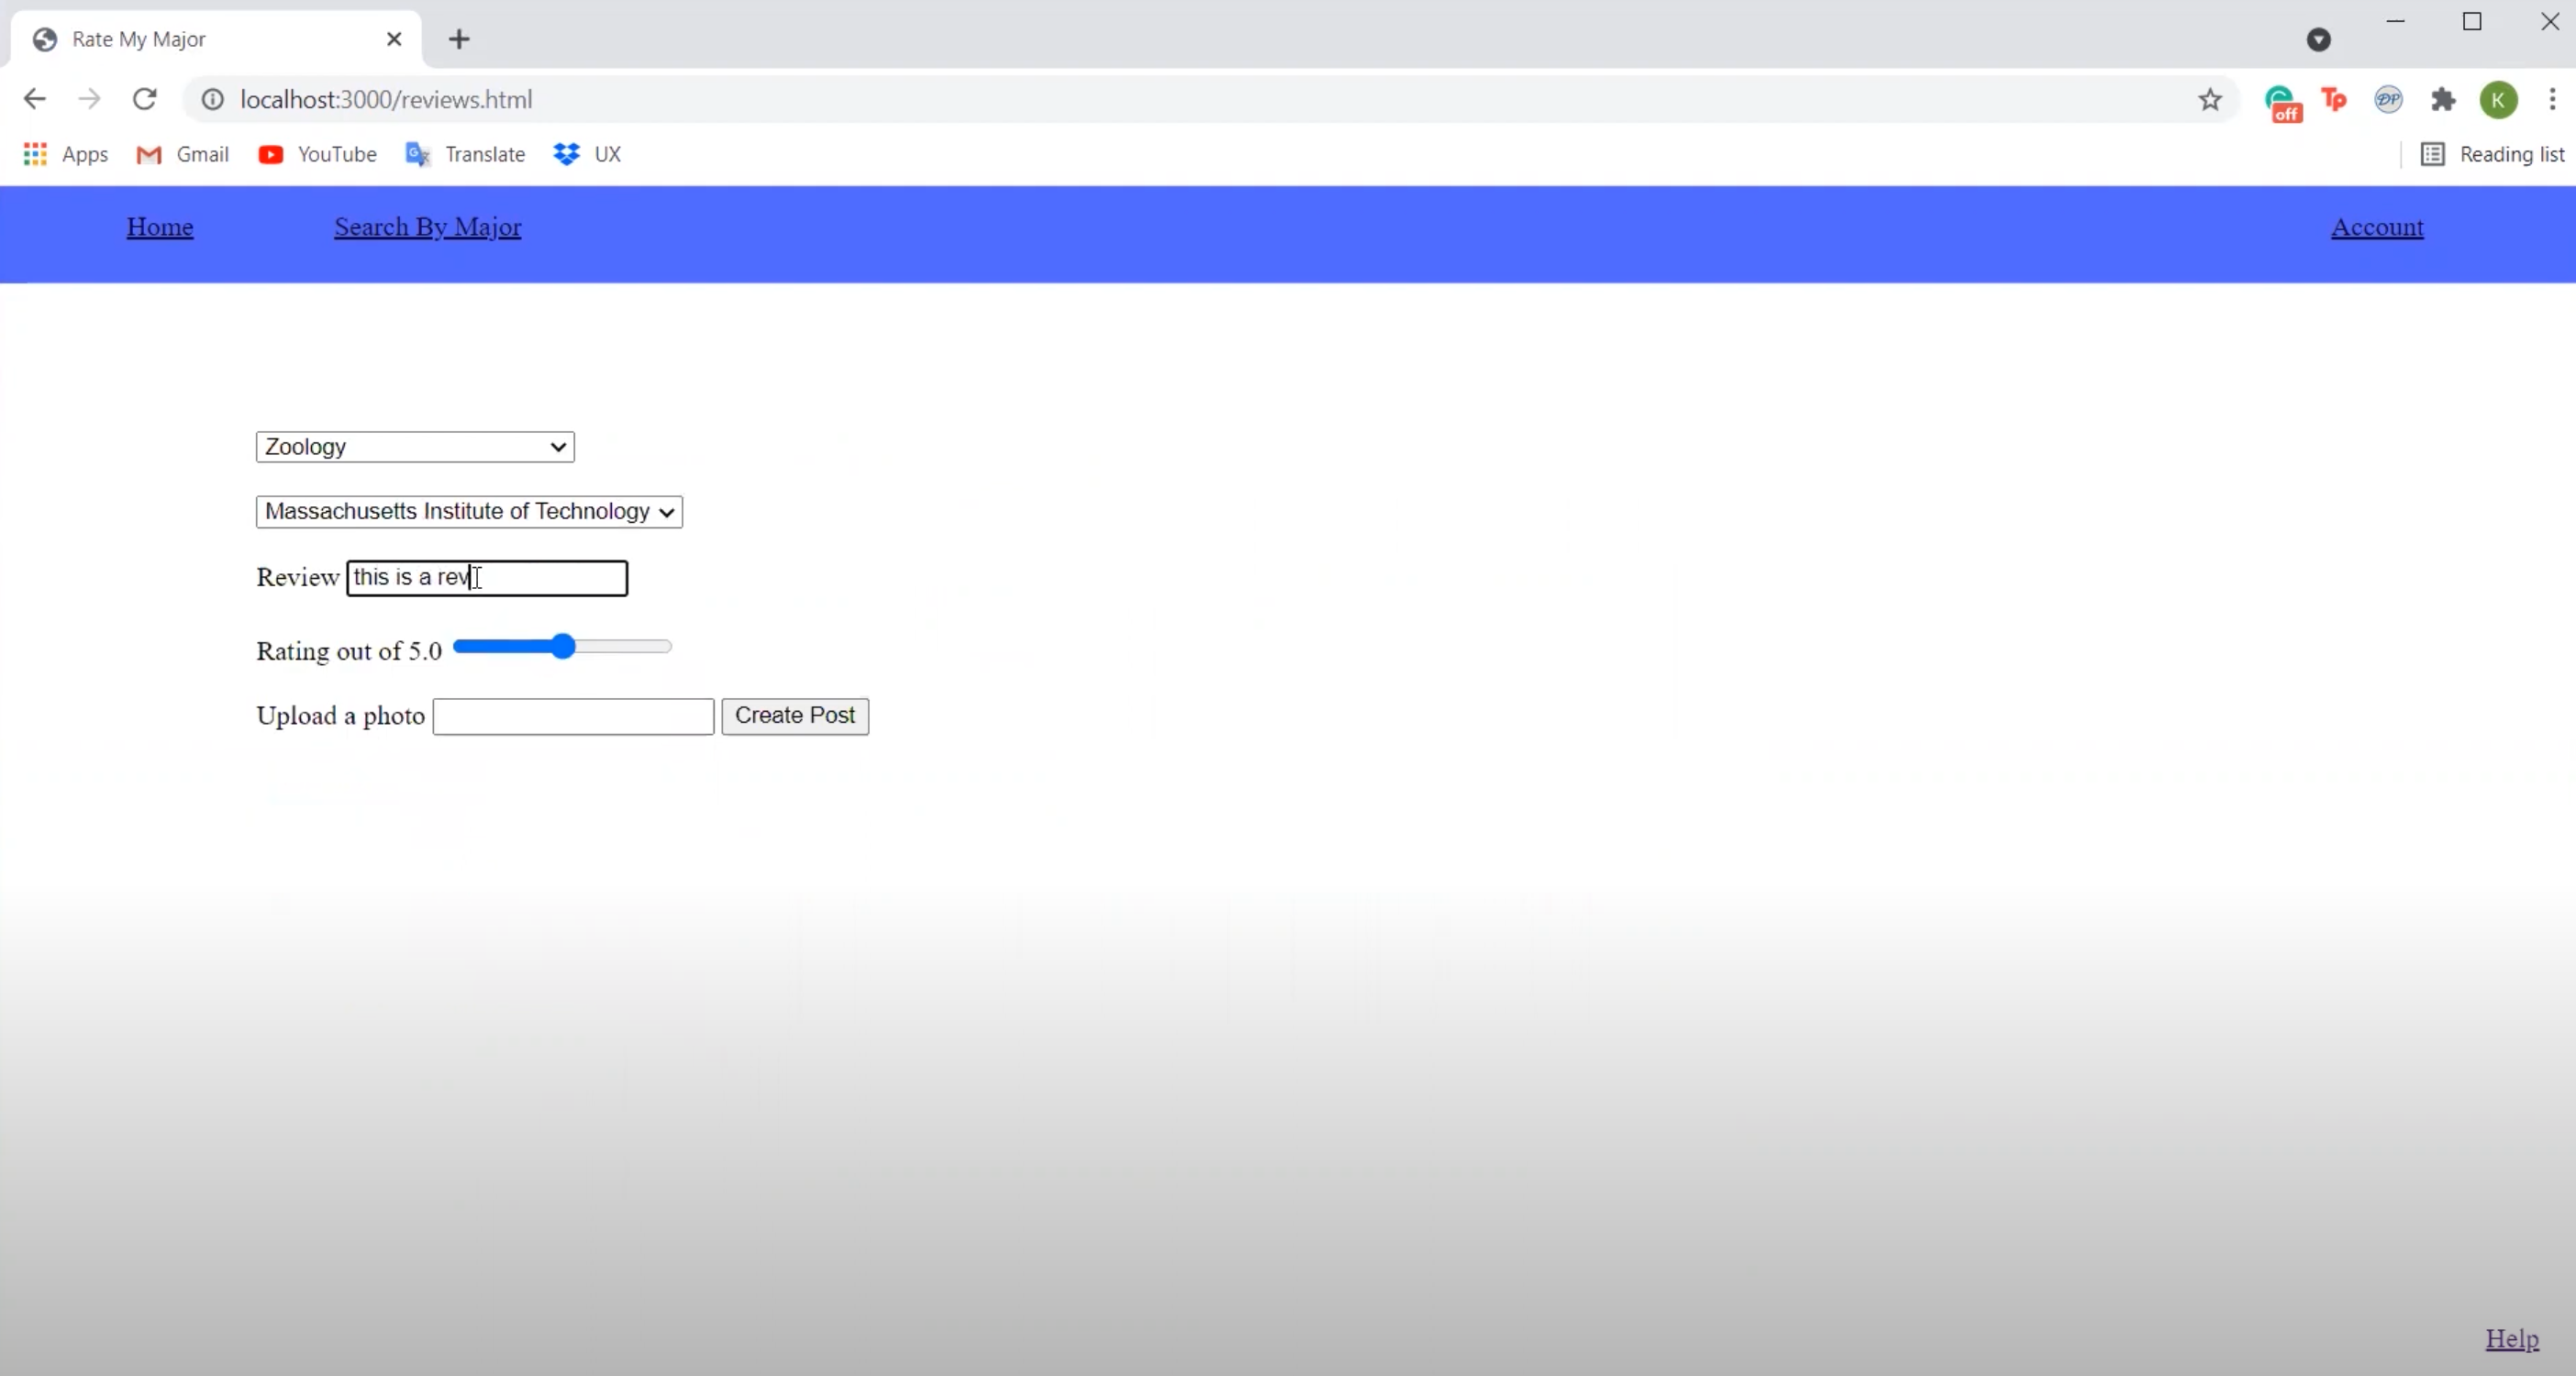 Rate My Major
localhost:3000/reviews.html
off
Tp
DP
K
Apps Gmail YouTube Translate UX Reading list
Home Search By Major Account
Zoology
Massachusetts Institute of Technology
Review this is a rev
Rating out of 5.0
Upload a photo Create Post
Help